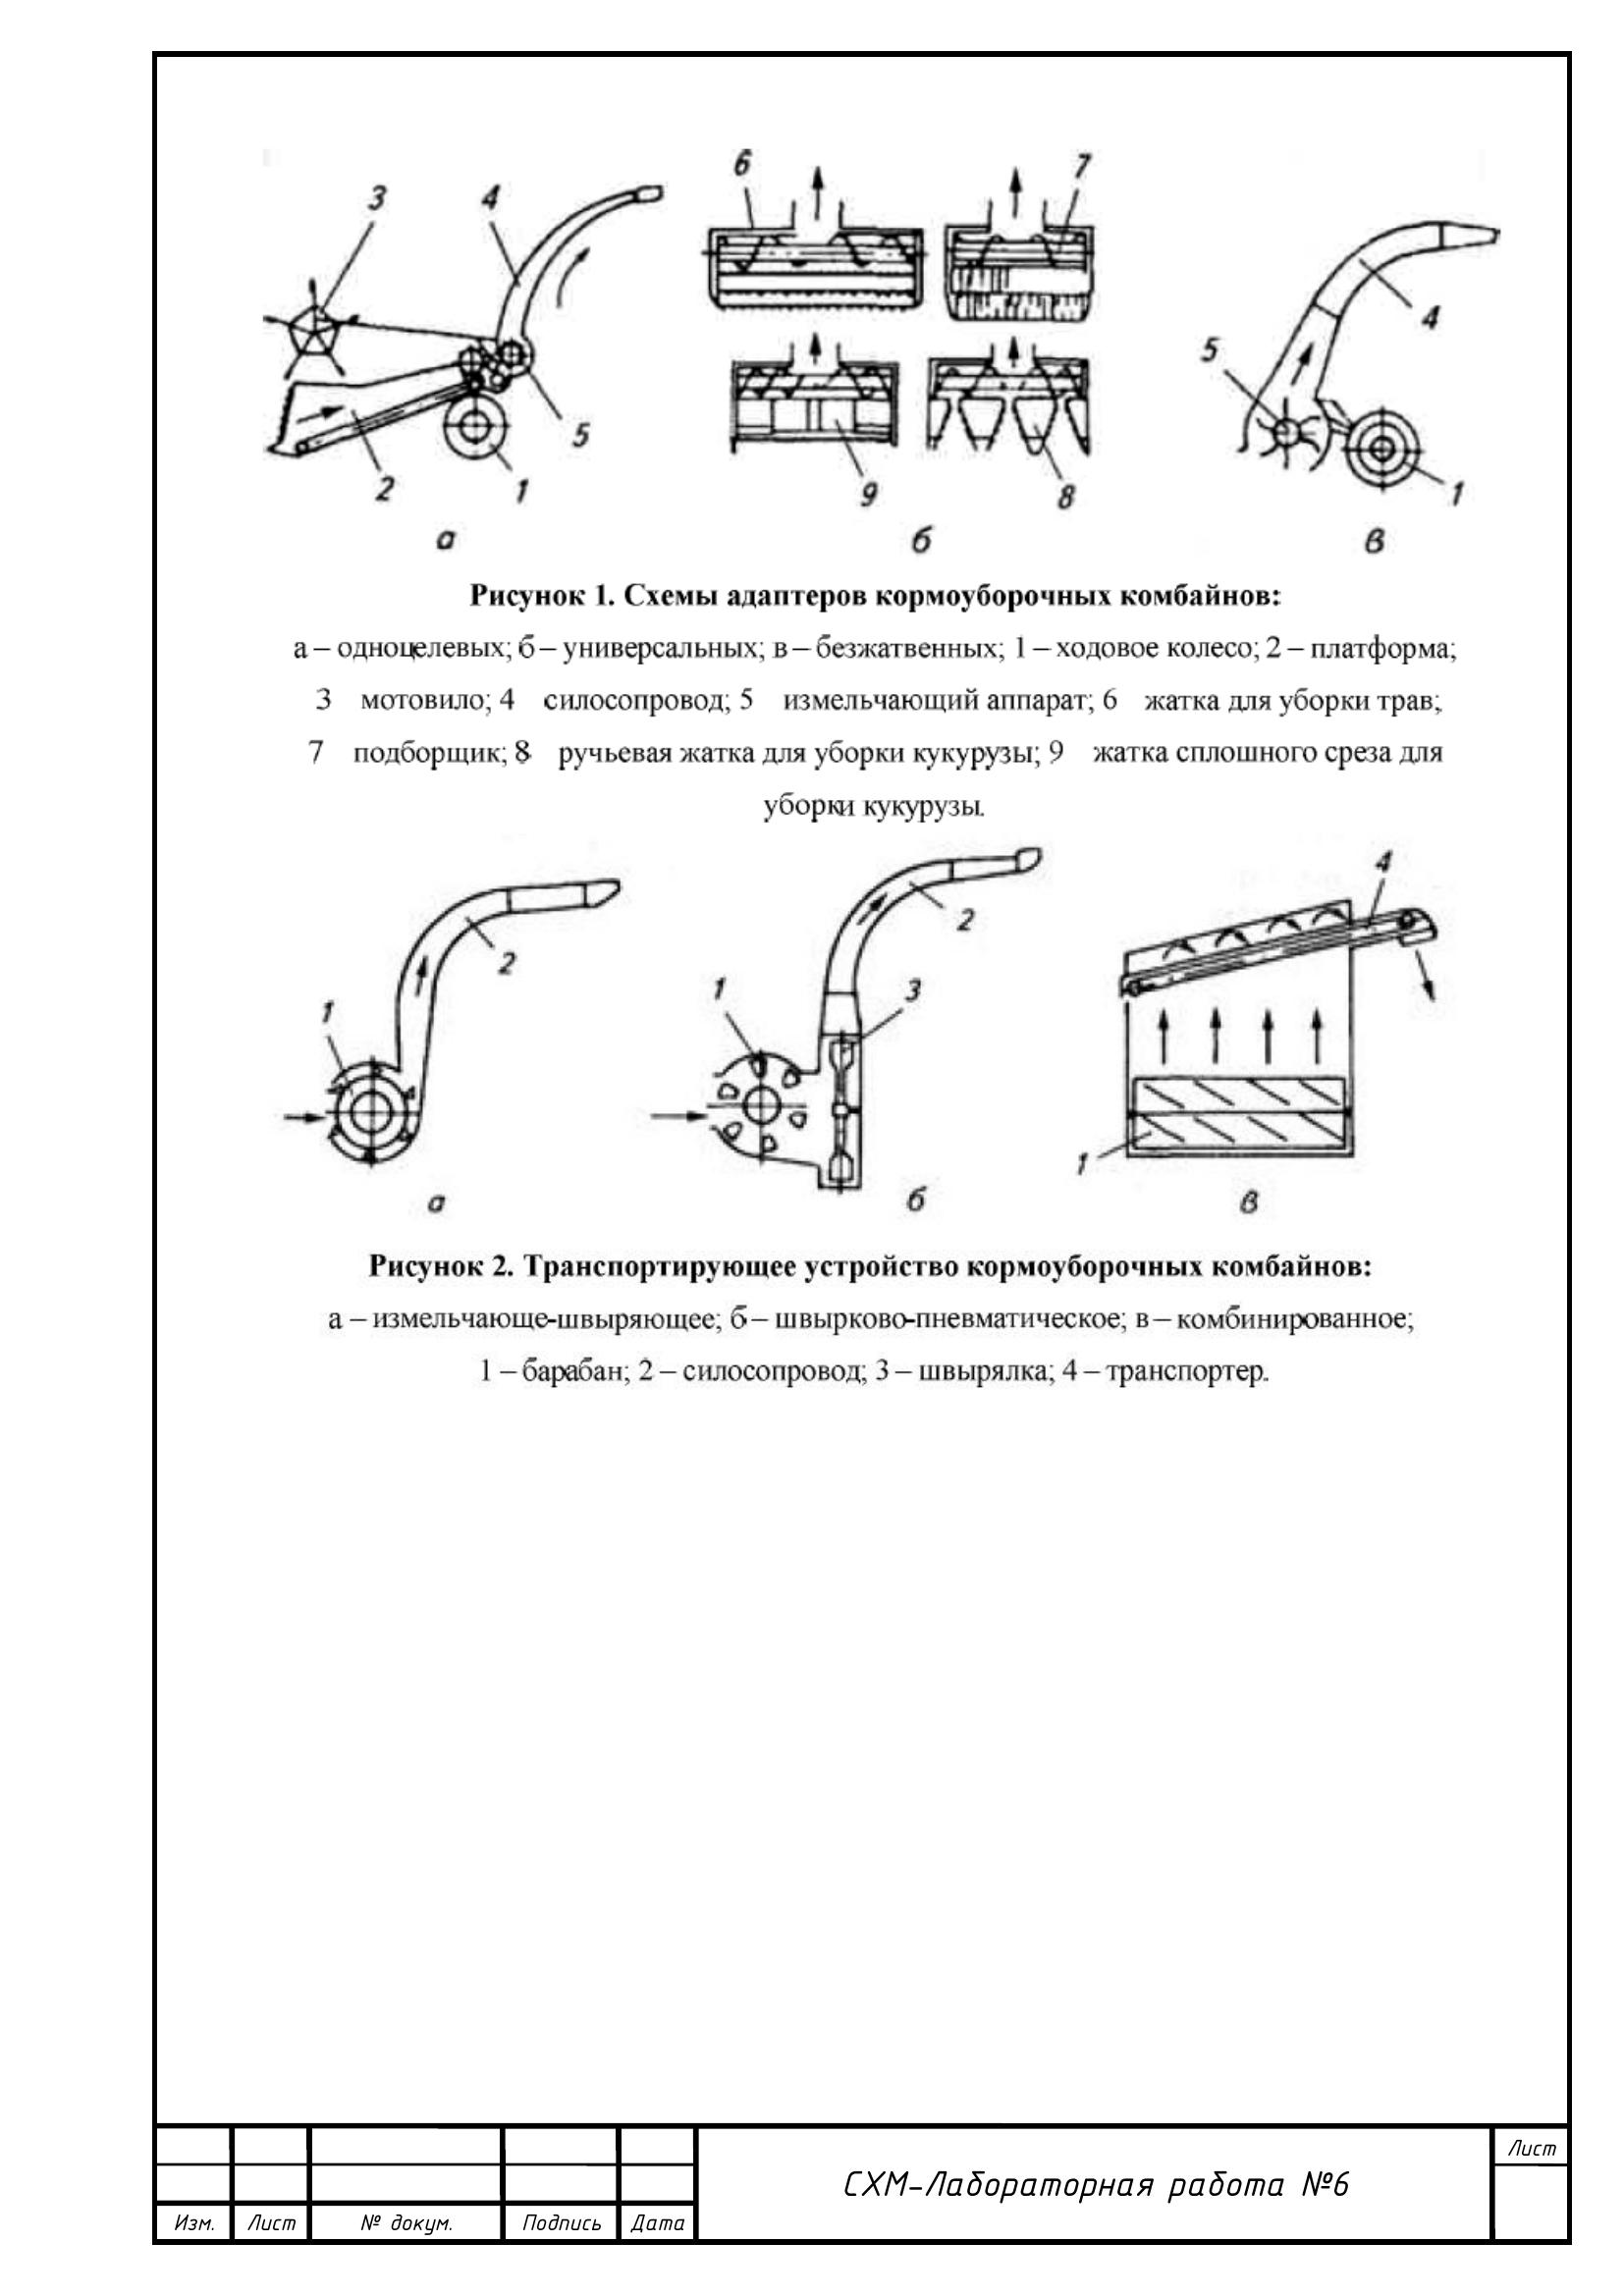 3 4 6 7
5 4
2 1 5 9 8 1
а б в
Рисунок 1. Схемы адаптеров кормоуборочных комбайнов:
а – одноцелевых; б – универсальных; в – безжатвенных; 1 – ходовое колесо; 2 – платформа;
3 мотовило; 4 силосопровод; 5 измельчающий аппарат; 6 жатка для уборки трав;
7 подборщик; 8 ручьевая жатка для уборки кукурузы; 9 жатка сплошного среза для
уборки кукурузы.
4
2 2
1 1 3
1
а б в
Рисунок 2. Транспортирующее устройство кормоуборочных комбайнов:
а – измельчающе-швыряющее; б – швырково-пневматическое; в – комбинированное;
1 – барабан; 2 – силосопровод; 3 – швырялка; 4 – транспортер.
Лист
СХМ-Лабораторная работа №6
Изм. Лист № докум. Подпись Дата